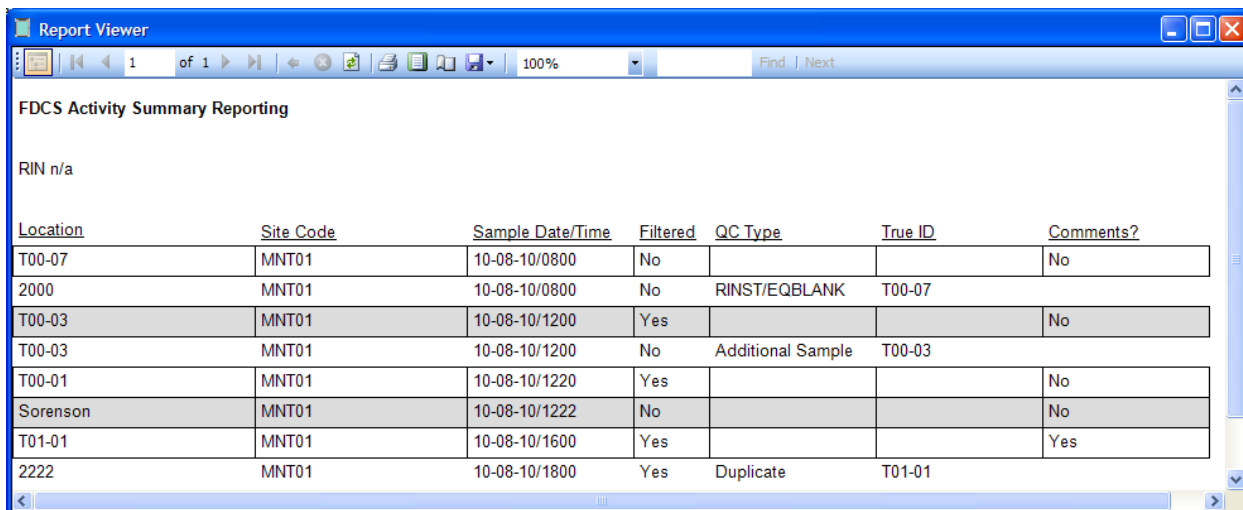 Report Viewer
1 of 1 100% Find | Next
FDCS Activity Summary Reporting
RIN n/a
Location Site Code Sample Date/Time Filtered QC Type True ID Comments?
T00-07 MNT01 10-08-10/0800 No No
2000 MNT01 10-08-10/0800 No RINST/EQBLANK T00-07
T00-03 MNT01 10-08-10/1200 Yes No
T00-03 MNT01 10-08-10/1200 No Additional Sample T00-03
T00-01 MNT01 10-08-10/1220 Yes No
Sorenson MNT01 10-08-10/1222 No No
T01-01 MNT01 10-08-10/1600 Yes Yes
2222 MNT01 10-08-10/1800 Yes Duplicate T01-01